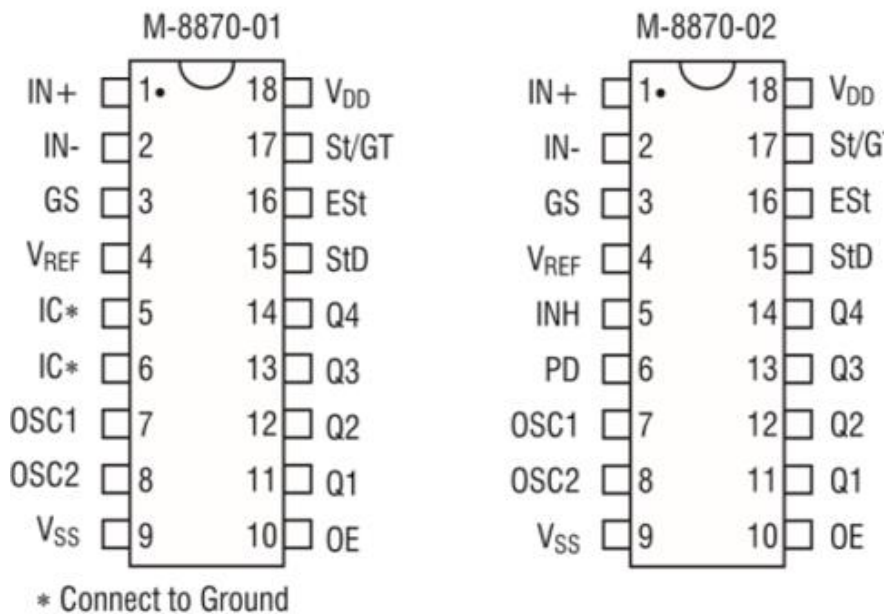 M-8870-01
IN+ 1 18 VDD
IN- 2 17 St/GT
GS 3 16 ESt
VREF 4 15 StD
IC* 5 14 Q4
IC* 6 13 Q3
OSC1 7 12 Q2
OSC2 8 11 Q1
VSS 9 10 OE
* Connect to Ground
M-8870-02
IN+ 1 18 VDD
IN- 2 17
GS 3 16 ESt
VREF 4 15 StD
INH 5 14 Q4
PD 6 13 Q3
OSC1 7 12 Q2
OSC2 8 11 Q1
VSS 9 10 OE